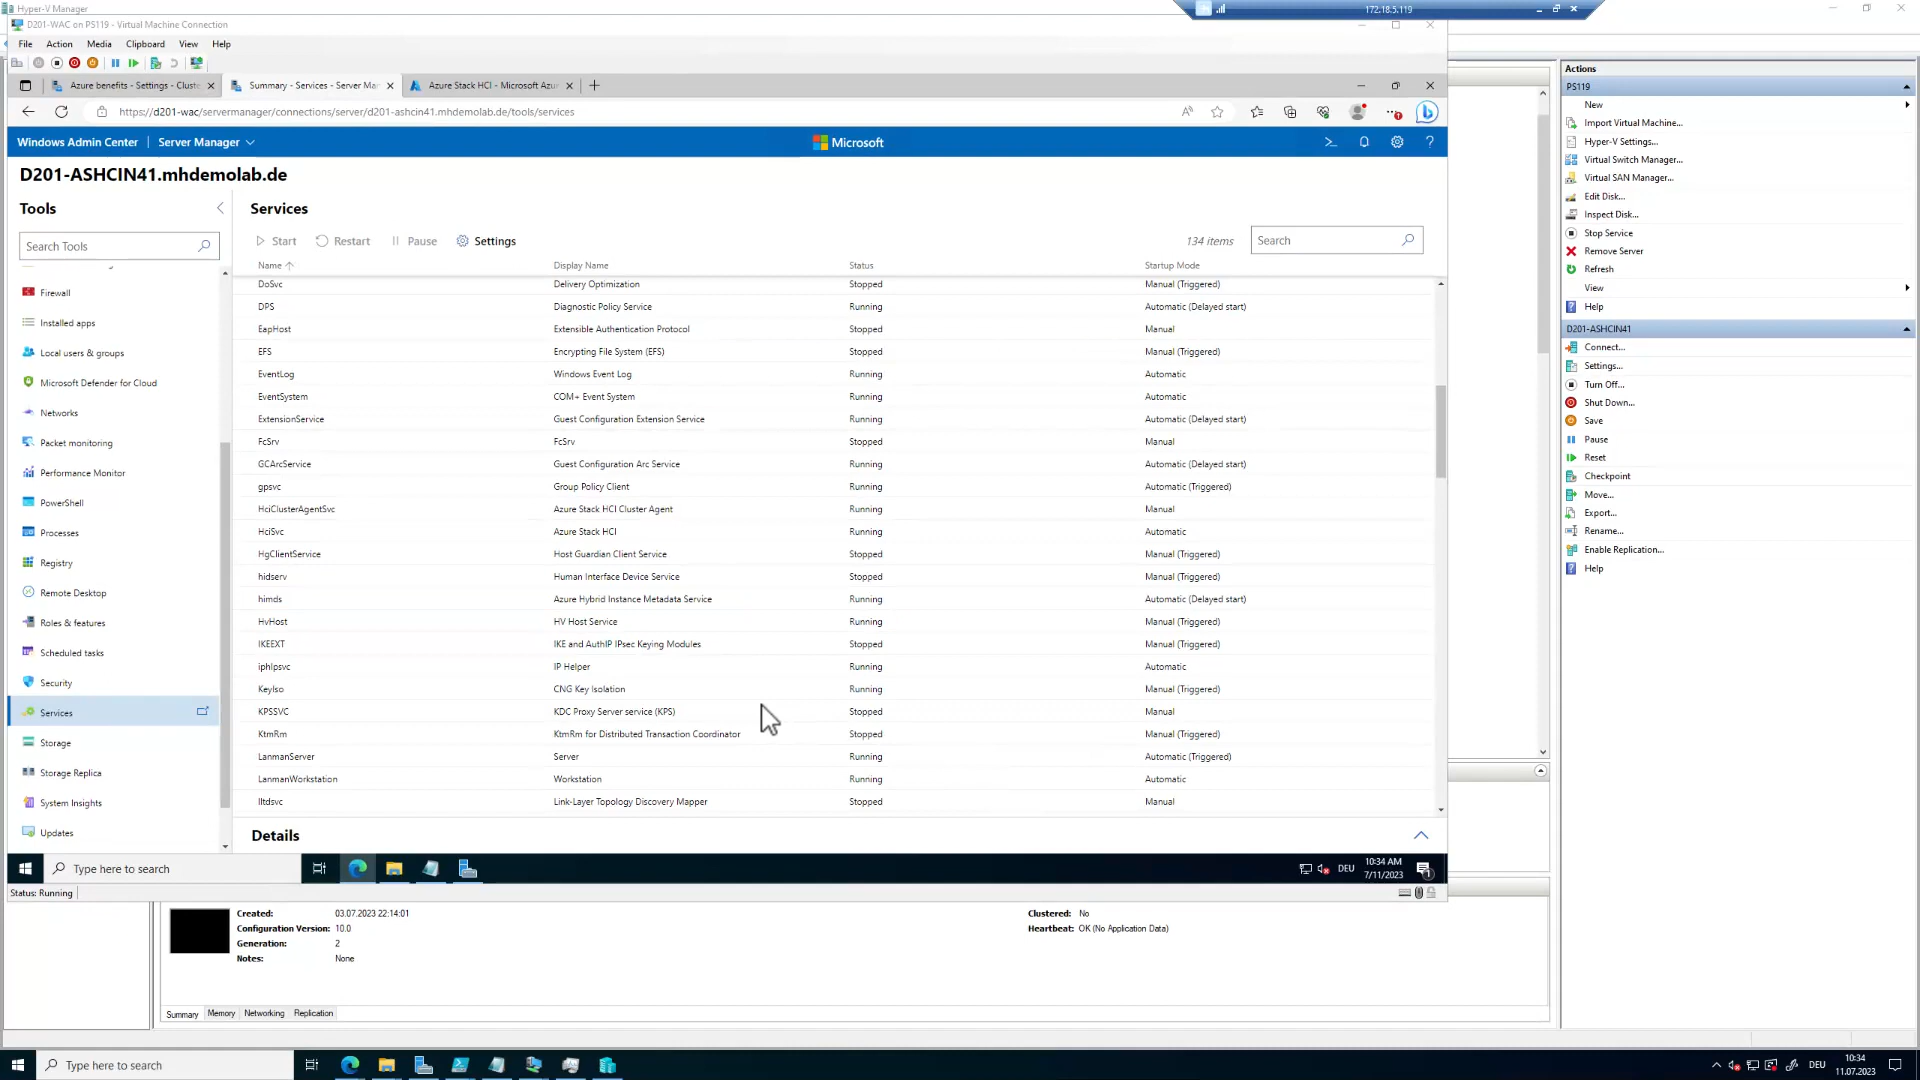 Hyper-V Manager
172.18.5.119
D201-WAC on PS119 - Virtual Machine Connection
File Action Media Clipboard View Help
Azure benefits - Settings - Cluste
Summary - Services - Server Ma
Azure Stack HCI - Microsoft Azur
https://d201-wac/servermanager/connections/server/d201-ashcin41.mhdemolab.de/tools/services
Windows Admin Center | Server Manager
Microsoft
D201-ASHCIN41.mhdemolab.de
Tools
Search Tools
Firewall
Installed apps
Local users & groups
Microsoft Defender for Cloud
Networks
Packet monitoring
Performance Monitor
PowerShell
Processes
Registry
Remote Desktop
Roles & features
Scheduled tasks
Security
Services
Storage
Storage Replica
System Insights
Updates
Services
Start Restart Pause Settings
134 items
Search
Name Display Name Status Startup Mode
DoSvc Delivery Optimization Stopped Manual (Triggered)
DPS Diagnostic Policy Service Running Automatic (Delayed start)
EapHost Extensible Authentication Protocol Stopped Manual
EFS Encrypting File System (EFS) Stopped Manual (Triggered)
EventLog Windows Event Log Running Automatic
EventSystem COM+ Event System Running Automatic
ExtensionService Guest Configuration Extension Service Running Automatic (Delayed start)
FcSrv FcSrv Stopped Manual
GCArcService Guest Configuration Arc Service Running Automatic (Delayed start)
gpsvc Group Policy Client Running Automatic (Triggered)
HciClusterAgentSvc Azure Stack HCI Cluster Agent Running Manual
HciSvc Azure Stack HCI Running Automatic
HgClientService Host Guardian Client Service Stopped Manual (Triggered)
hidserv Human Interface Device Service Stopped Manual (Triggered)
himds Azure Hybrid Instance Metadata Service Running Automatic (Delayed start)
HvHost HV Host Service Running Manual (Triggered)
IKEEXT IKE and AuthIP IPsec Keying Modules Stopped Manual (Triggered)
iphlpsvc IP Helper Running Automatic
KeyIso CNG Key Isolation Running Manual (Triggered)
KPSSVC KDC Proxy Server service (KPS) Stopped Manual
KtmRm KtmRm for Distributed Transaction Coordinator Stopped Manual (Triggered)
LanmanServer Server Running Automatic (Triggered)
LanmanWorkstation Workstation Running Automatic
lltdsvc Link-Layer Topology Discovery Mapper Stopped Manual
Details
Type here to search
DEU
10:34 AM
7/11/2023
1
Status: Running
Created: 03.07.2023 22:14:01
Configuration Version: 10.0
Generation: 2
Notes: None
Clustered: No
Heartbeat: OK (No Application Data)
Summary Memory Networking Replication
Actions
PS119
New
Import Virtual Machine...
Hyper-V Settings...
Virtual Switch Manager...
Virtual SAN Manager...
Edit Disk...
Inspect Disk...
Stop Service
Remove Server
Refresh
View
Help
D201-ASHCIN41
Connect...
Settings...
Turn Off...
Shut Down...
Save
Pause
Reset
Checkpoint
Move...
Export...
Rename...
Enable Replication...
Help
Type here to search
DEU
10:34
11.07.2023